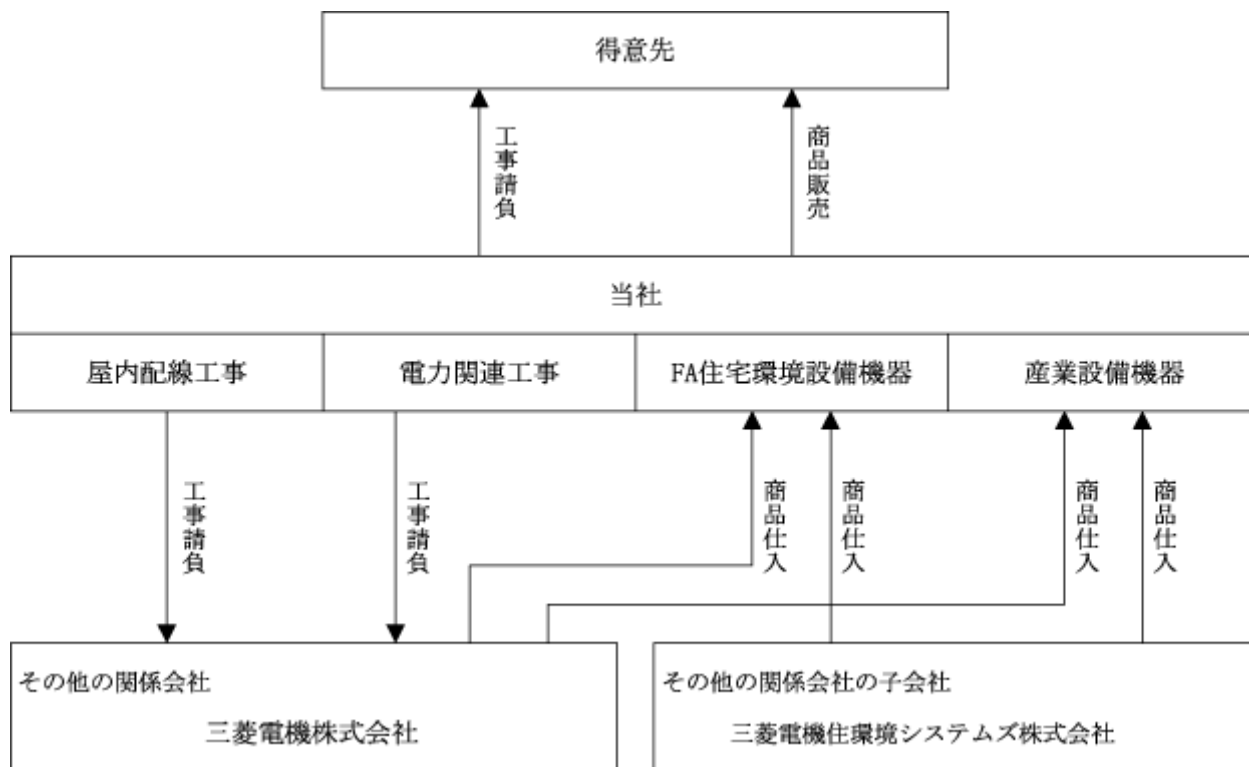 得意先
工事請負
商品販売
当社
屋内配線工事
電力関連工事
FA住宅環境設備機器
産業設備機器
工事請負
工事請負
商品仕入
商品仕入
商品仕入
商品仕入
その他の関係会社
三菱電機株式会社
その他の関係会社の子会社
三菱電機住環境システムズ株式会社